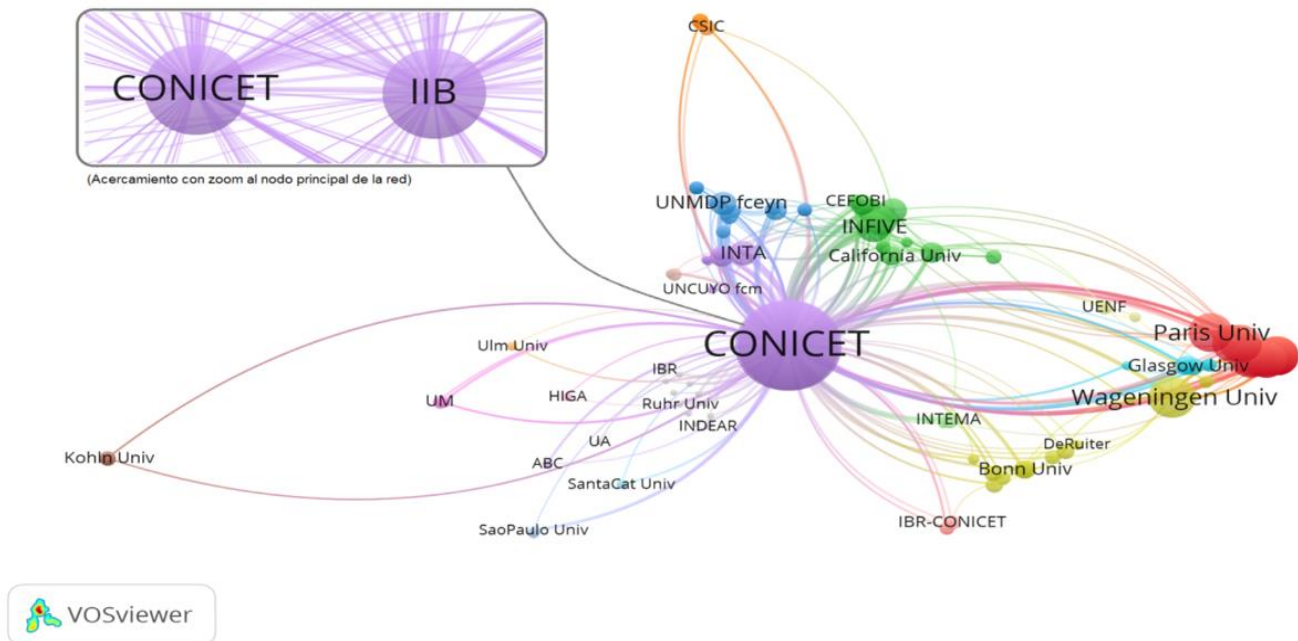 CONICET
IIB
(Acercamiento con zoom al nodo principal de la red)
CSIC
UNMDP fceyn
CEFOBI
INFIVE
INTA
California Univ
UNCUYO fcm
UENF
CONICET
Paris Univ
Ulm Univ
IBR
Glasgow Univ
UM
HIGA
Ruhr Univ
Wageningen Univ
INDEAR
INTEMA
UA
DeRuiter
Kohln Univ
ABC
Bonn Univ
SantaCat Univ
SaoPaulo Univ
IBR-CONICET
VOSviewer